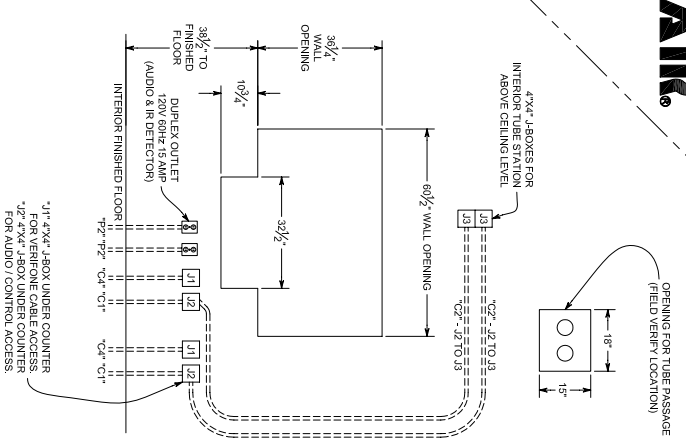 AIR®
4"X4" J-BOXES FOR
INTERIOR TUBE STATION
ABOVE CEILING LEVEL
OPENING FOR TUBE PASSAGE
(FIELD VERIFY LOCATION)
18"
15"
J3
J3
"C2" - J2 TO J3
"C2" - J2 TO J3
36¼"
WALL
OPENING
60½" WALL OPENING
38½" TO
FINISHED
FLOOR
10¾"
32½"
DUPLEX OUTLET
120V 60Hz 15 AMP
(AUDIO & IR DETECTOR)
INTERIOR FINISHED FLOOR
J1
J2
J1
J2
"P2"
"P2"
"C4"
"C1"
"C4"
"C1"
"J1" 4"X4" J-BOX UNDER COUNTER
FOR VERIFONE CABLE ACCESS.
"J2" 4"X4" J-BOX UNDER COUNTER
FOR AUDIO / CONTROL ACCESS.